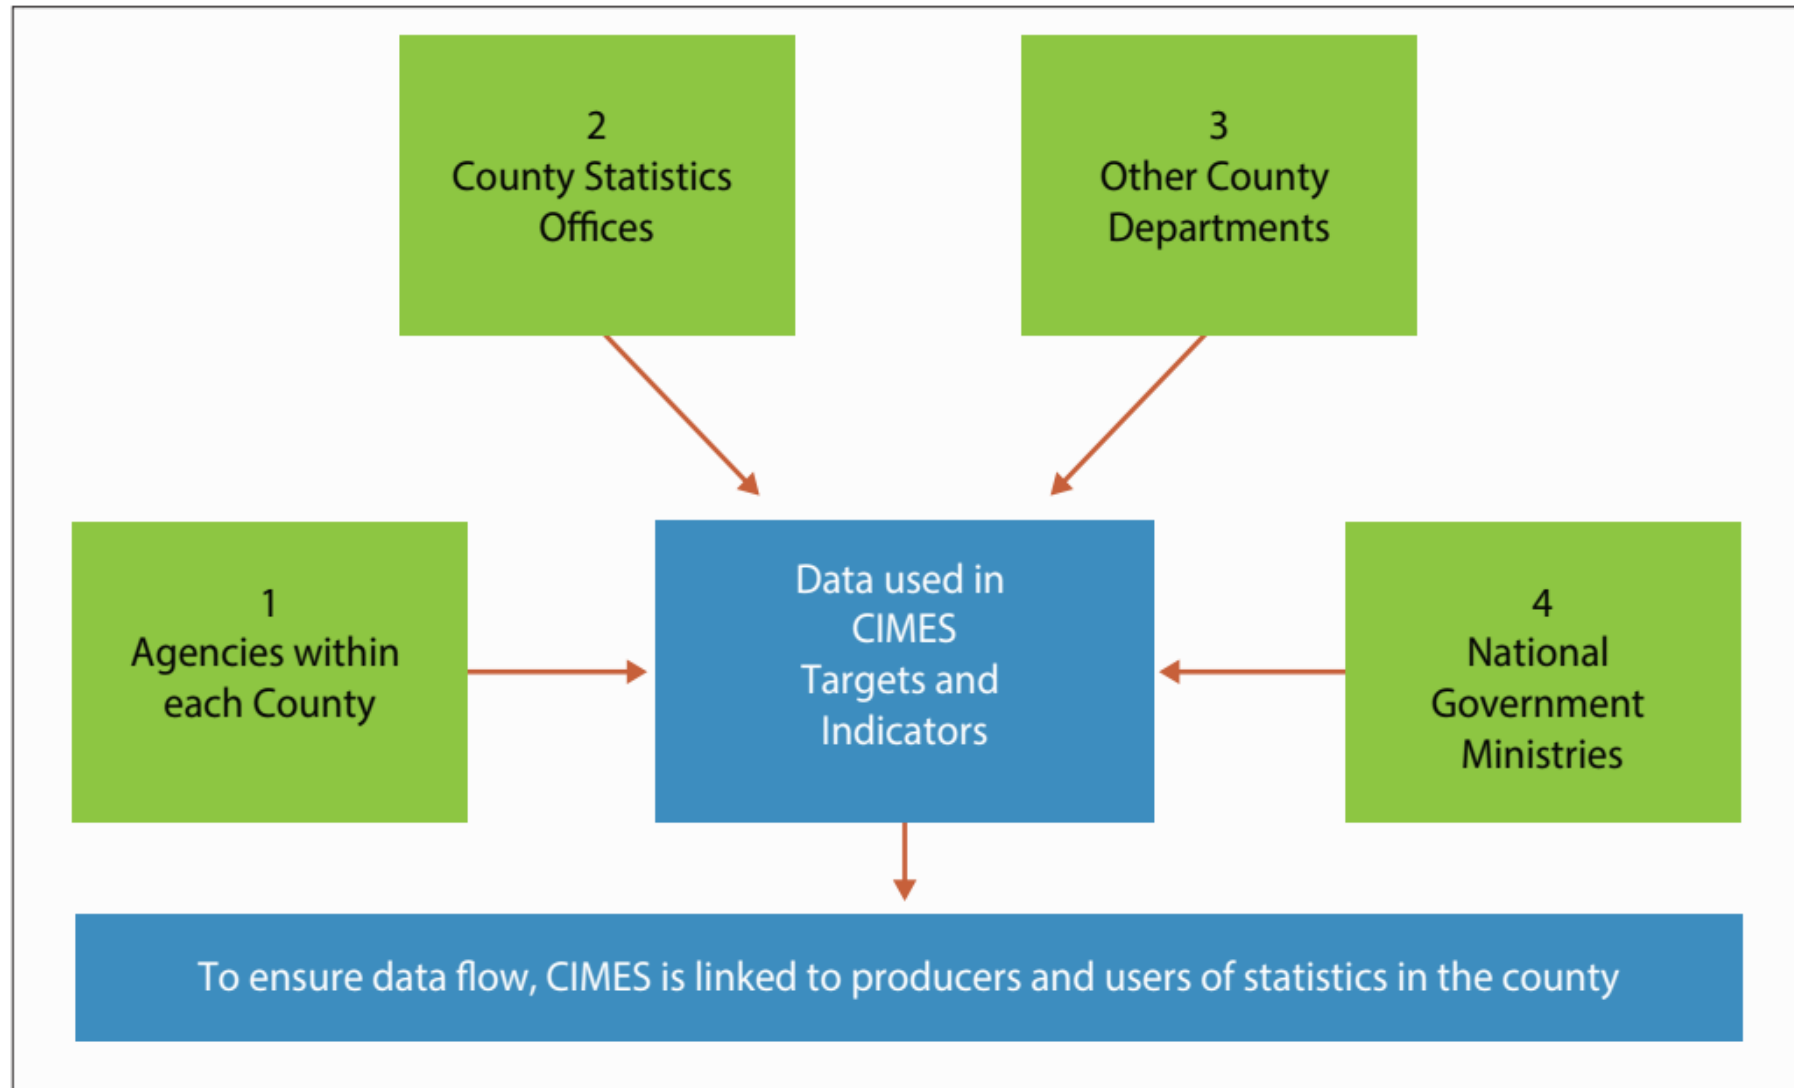 2
County Statistics
Offices
3
Other County
Departments
1
Agencies within
each County
Data used in
CIMES
Targets and
Indicators
4
National
Government
Ministries
To ensure data flow, CIMES is linked to producers and users of statistics in the county